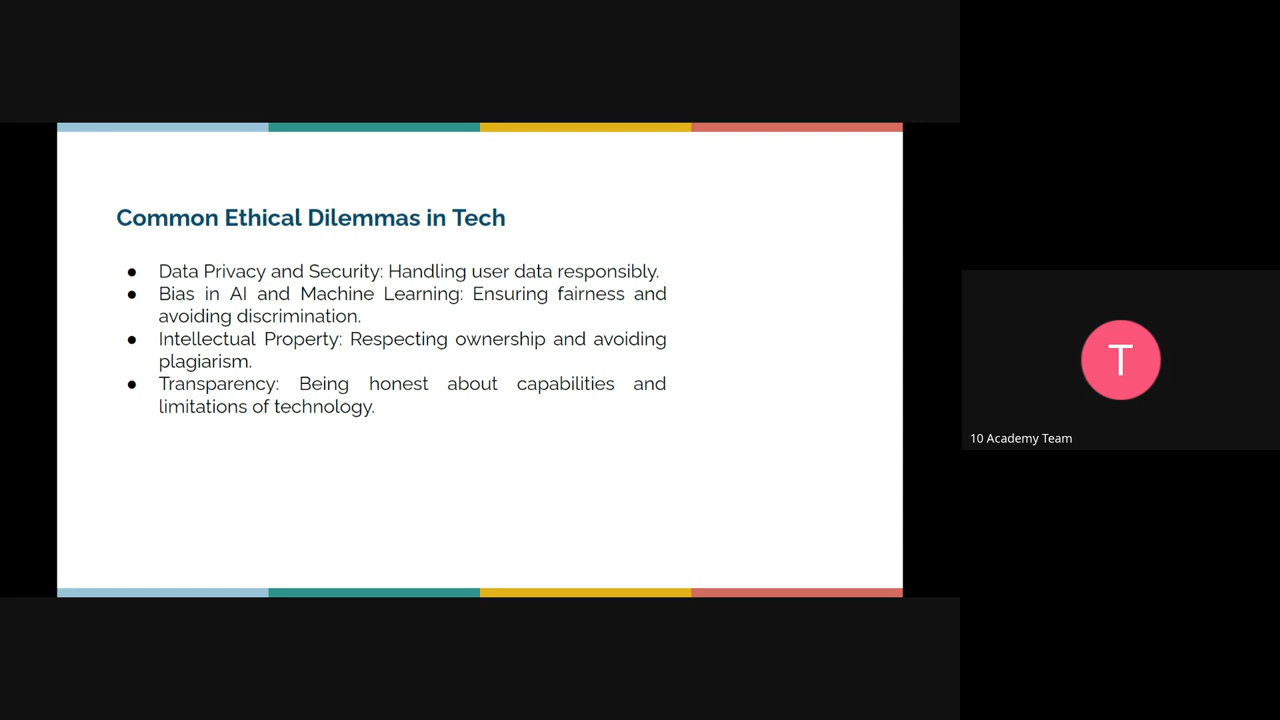 Common Ethical Dilemmas in Tech
● Data Privacy and Security: Handling user data responsibly.
● Bias in AI and Machine Learning: Ensuring fairness and
avoiding discrimination.
● Intellectual Property: Respecting ownership and avoiding
plagiarism.
● Transparency: Being honest about capabilities and
limitations of technology.
T
10 Academy Team